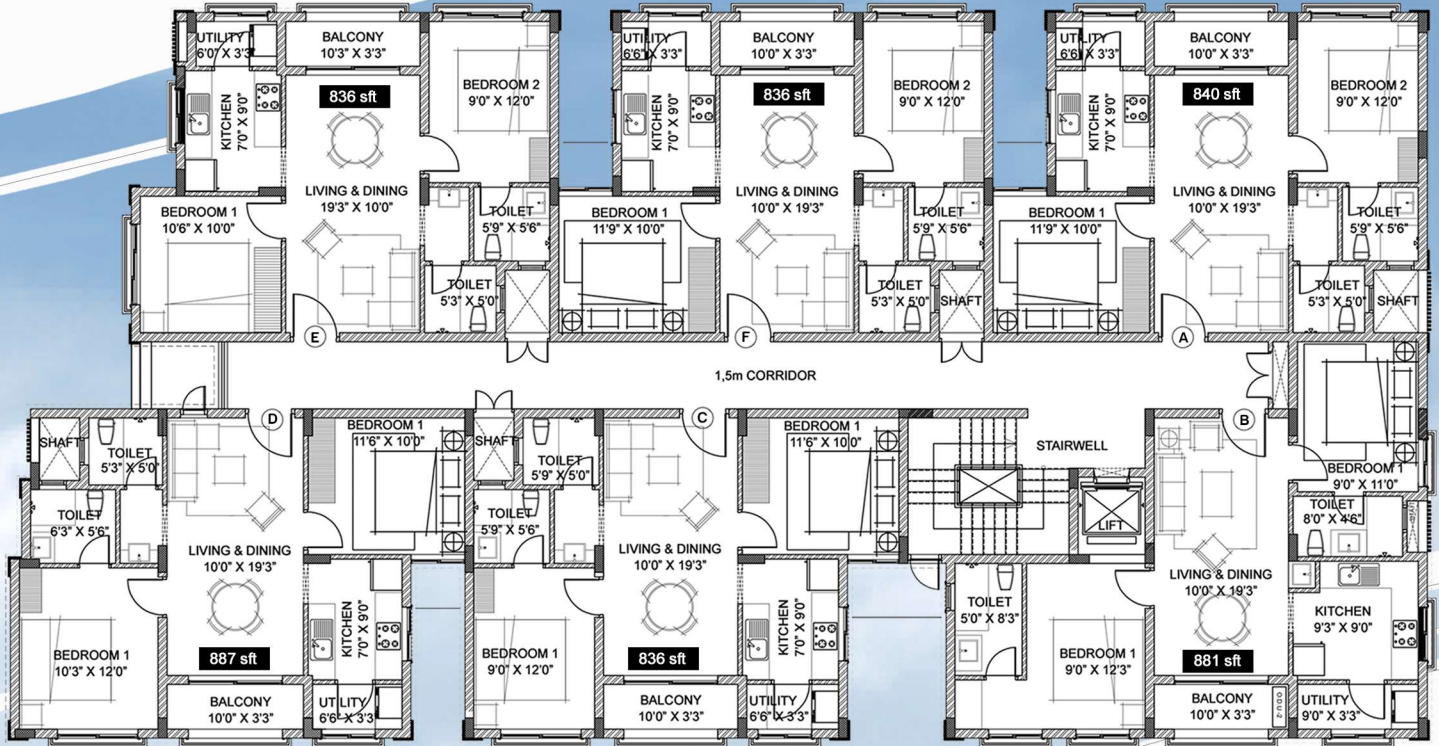 UTILITY
6'0" X 3'3"
BALCONY
10'3" X 3'3"
BEDROOM 2
9'0" X 12'0"
836 sft
KITCHEN
7'0" X 9'0"
LIVING & DINING
19'3" X 10'0"
BEDROOM 1
10'6" X 10'0"
TOILET
5'9" X 5'6"
TOILET
5'3" X 5'0"
E
UTILITY
6'6" X 3'3"
BALCONY
10'0" X 3'3"
BEDROOM 2
9'0" X 12'0"
836 sft
KITCHEN
7'0" X 9'0"
LIVING & DINING
10'0" X 19'3"
BEDROOM 1
11'9" X 10'0"
TOILET
5'9" X 5'6"
TOILET
5'3" X 5'0"
SHAFT
F
UTILITY
6'6" X 3'3"
BALCONY
10'0" X 3'3"
BEDROOM 2
9'0" X 12'0"
840 sft
KITCHEN
7'0" X 9'0"
LIVING & DINING
10'0" X 19'3"
BEDROOM 1
11'9" X 10'0"
TOILET
5'9" X 5'6"
TOILET
5'3" X 5'0"
SHAFT
A
1,5m CORRIDOR
D
SHAFT
TOILET
5'3" X 5'0"
BEDROOM 1
11'6" X 10'0"
TOILET
6'3" X 5'6"
LIVING & DINING
10'0" X 19'3"
KITCHEN
7'0" X 9'0"
BEDROOM 1
10'3" X 12'0"
887 sft
BALCONY
10'0" X 3'3"
UTILITY
6'6" X 3'3"
C
SHAFT
TOILET
5'9" X 5'0"
BEDROOM 1
11'6" X 10'0"
TOILET
5'9" X 5'6"
LIVING & DINING
10'0" X 19'3"
KITCHEN
7'0" X 9'0"
BEDROOM 1
9'0" X 12'0"
836 sft
BALCONY
10'0" X 3'3"
UTILITY
6'6" X 3'3"
STAIRWELL
LIFT
B
BEDROOM 1
9'0" X 11'0"
TOILET
8'0" X 4'6"
LIVING & DINING
10'0" X 19'3"
TOILET
5'0" X 8'3"
KITCHEN
9'3" X 9'0"
BEDROOM 1
9'0" X 12'3"
881 sft
BALCONY
10'0" X 3'3"
ODU-2
UTILITY
9'0" X 3'3"